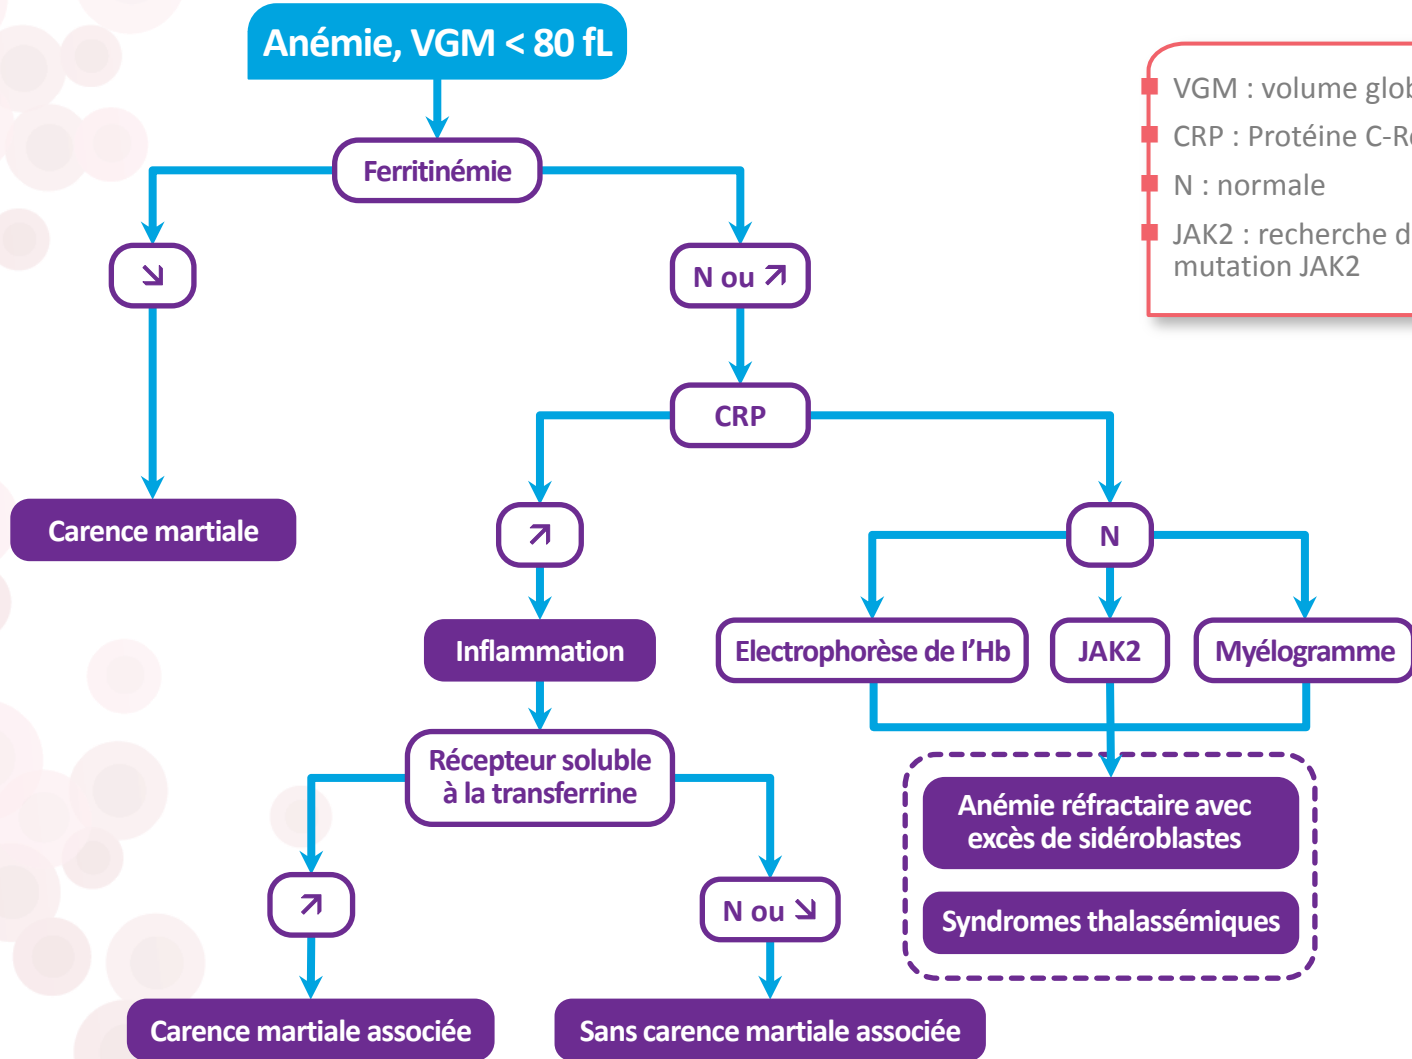 Anémie, VGM < 80 fL
VGM : volume
CRP : Protéine
N : normale
JAK2 : recherche
mutation JAK2
Ferritinémie
↘
N ou ↗
CRP
Carence martiale
↗
N
Inflammation
Electrophorèse de l'Hb
JAK2
Myélogramme
Récepteur soluble
à la transferrine
Anémie réfractaire avec
excès de sidéroblastes
↗
N ou ↘
Syndromes thalassémiques
Carence martiale associée
Sans carence martiale associée